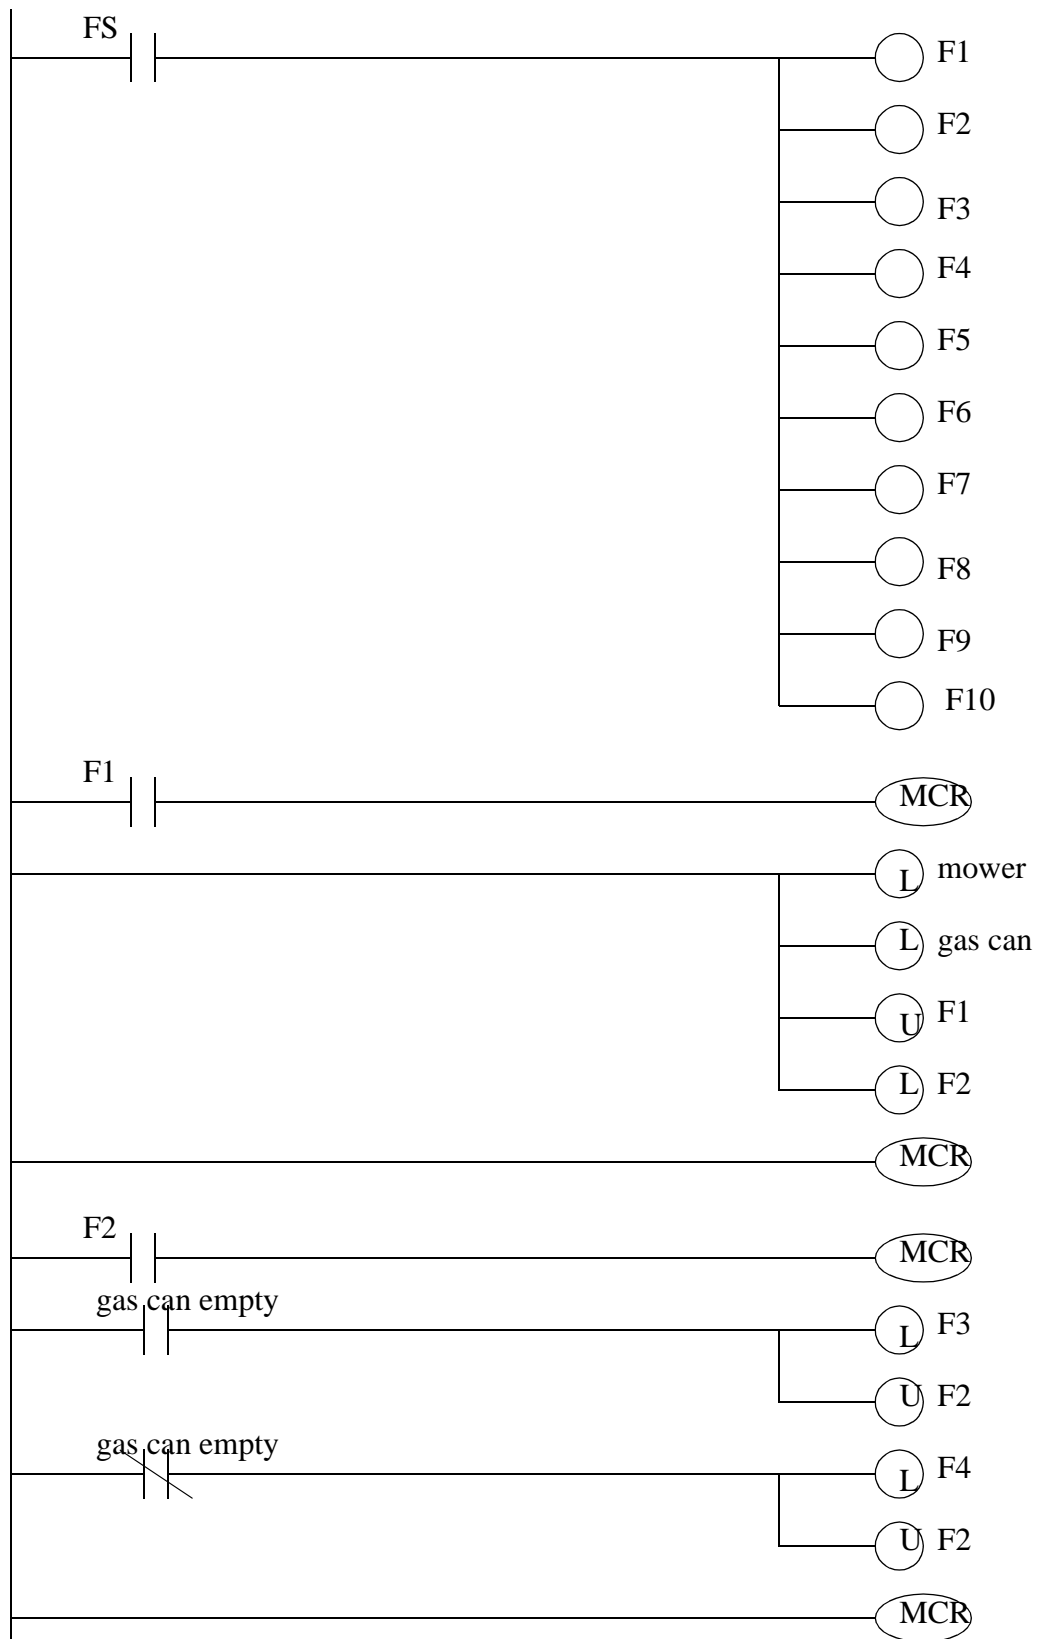 FS
F1
F2
F3
F4
F5
F6
F7
F8
F9
F10
F1
MCR
L mower
L gas can
U F1
L F2
MCR
F2
MCR
gas can empty
L F3
U F2
gas can empty
L F4
U F2
MCR